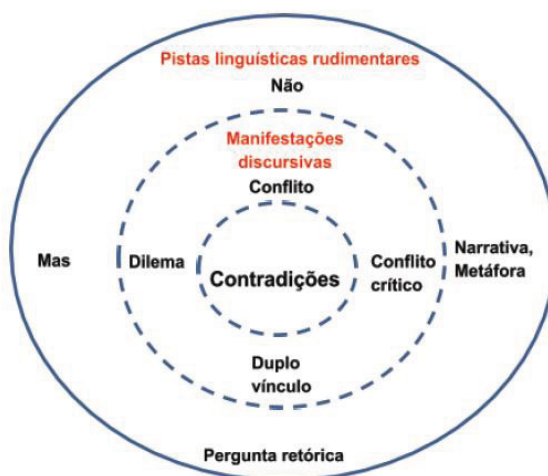 Pistas linguísticas rudimentares
Não
Manifestações
discursivas
Conflito
Mas
Dilema
Contradições
Conflito
crítico
Narrativa,
Metáfora
Duplo
vínculo
Pergunta retórica